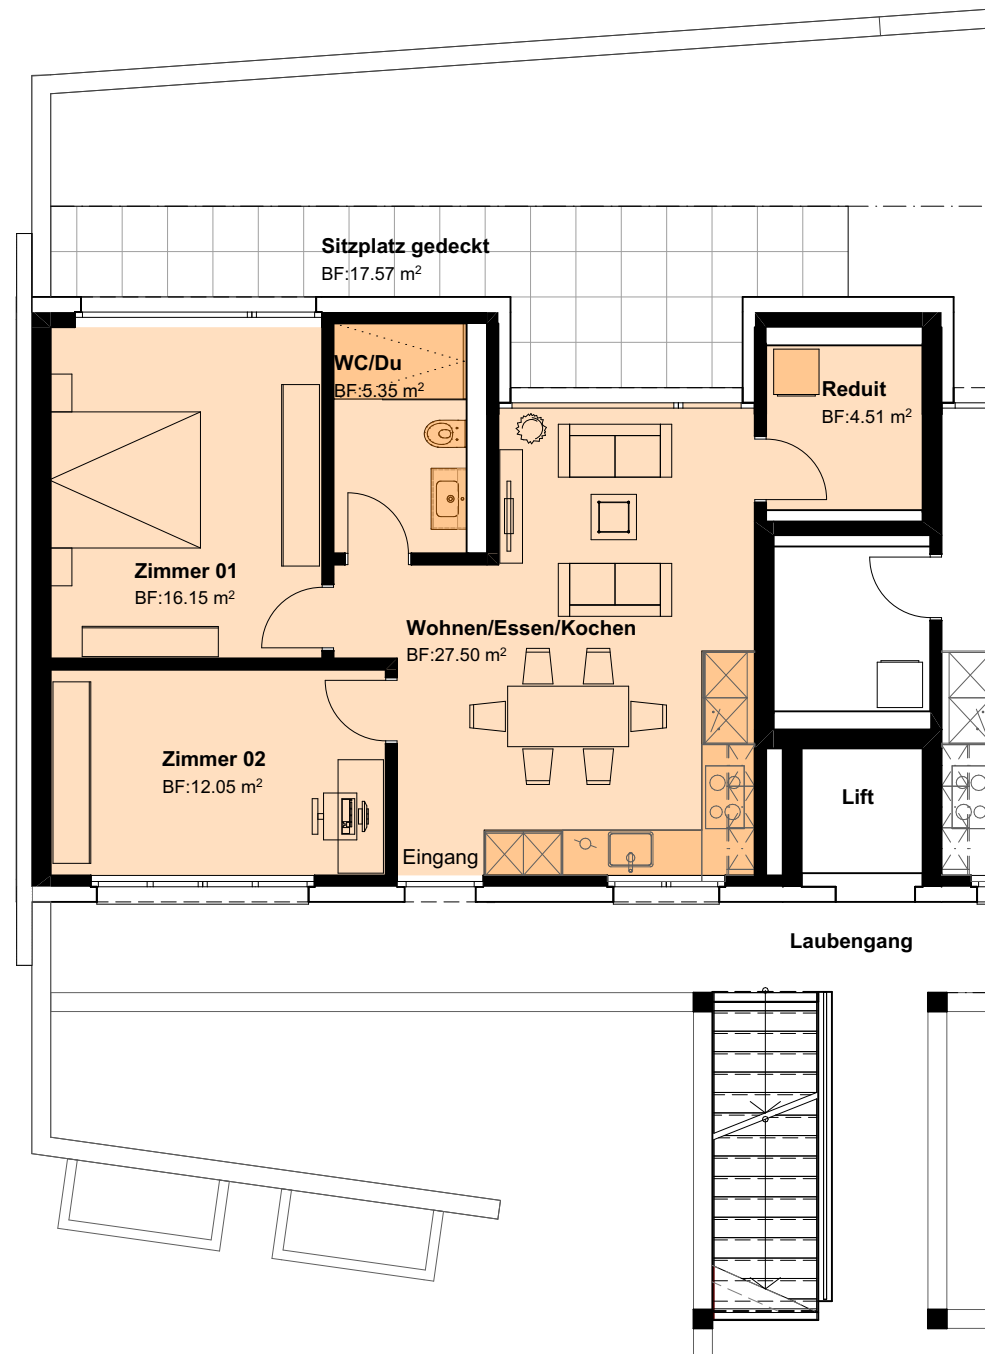 Sitzplatz gedeckt
BF:17.57 m²
WC/Du
BF:5.35 m²
Reduit
BF:4.51 m²
Zimmer 01
BF:16.15 m²
Wohnen/Essen/Kochen
BF:27.50 m²
Zimmer 02
BF:12.05 m²
Lift
Eingang
Laubengang